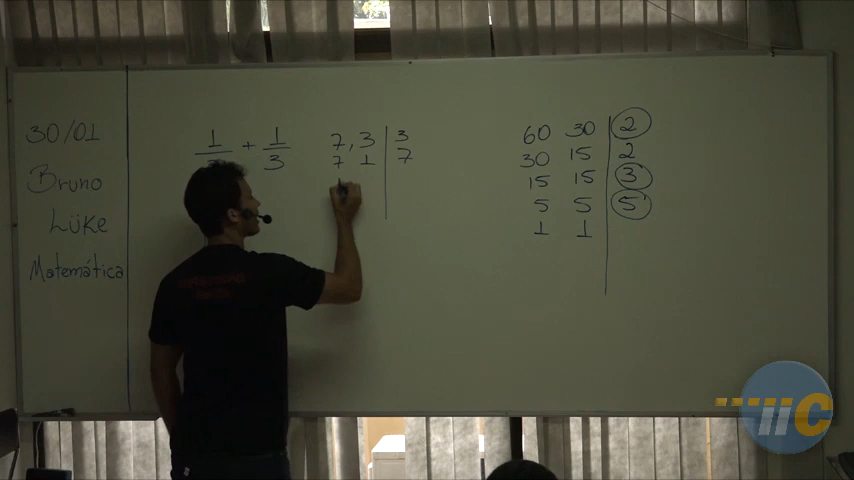 30/01
Bruno
Lüke
Matemática
1 + 1
3
7, 3 | 3
7 1 | 7
60 30 | 2
30 15 | 2
15 15 | 3
5 5 | 5
1 1
iiC